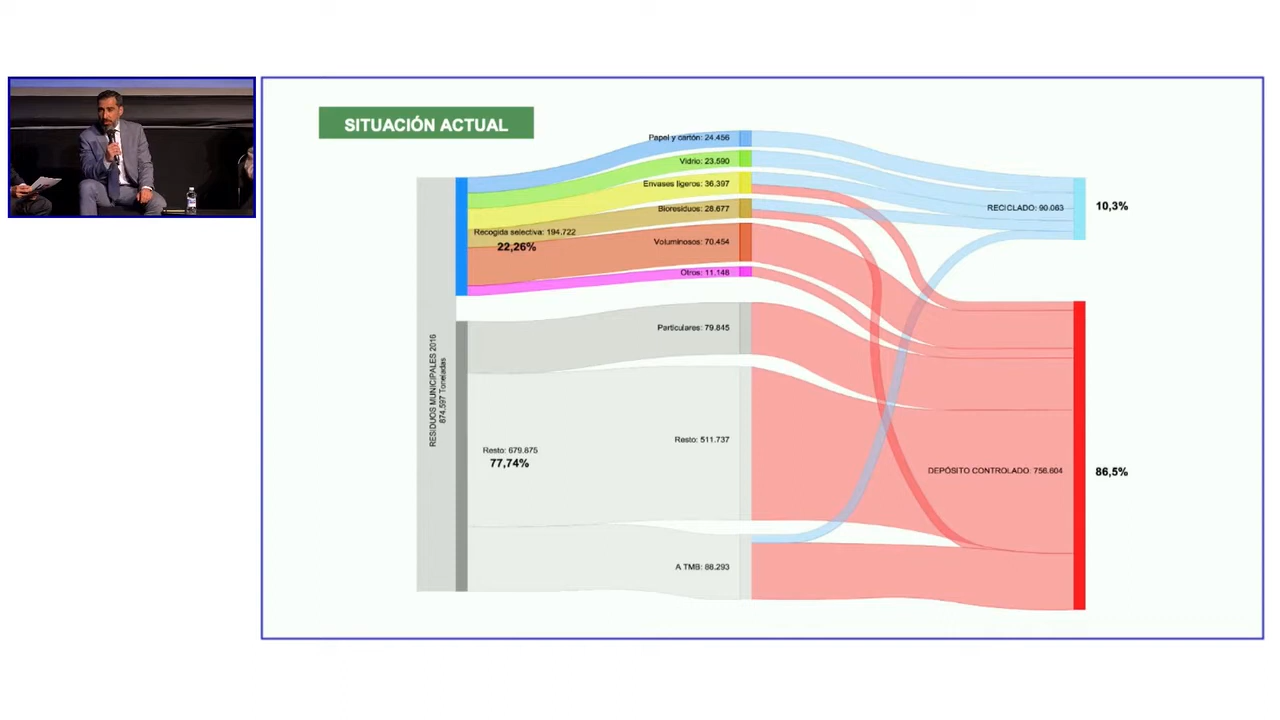 SITUACIÓN ACTUAL
Papel y cartón: 24.456
Vidrio: 23.590
Envases ligeros: 36.397
Bioresiduos: 28.677
Recogida selectiva: 194.722
22,26%
Voluminosos: 70.454
Otros: 11.148
RECICLADO: 90.063
10,3%
RESIDUOS MUNICIPALES 2016
874.597 Toneladas
Particulares: 79.845
Resto: 679.875
77,74%
Resto: 511.737
A TMB: 88.293
DEPÓSITO CONTROLADO: 756.604
86,5%